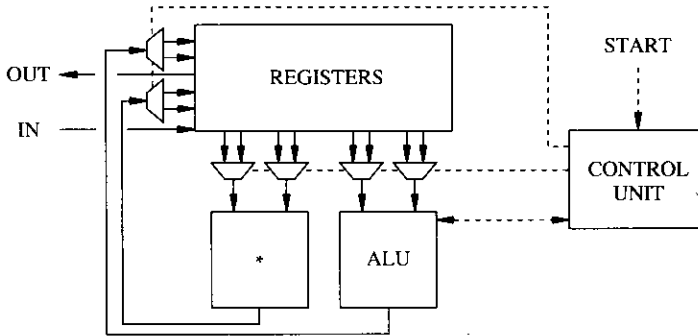 START
OUT
REGISTERS
IN
CONTROL
UNIT
*
ALU